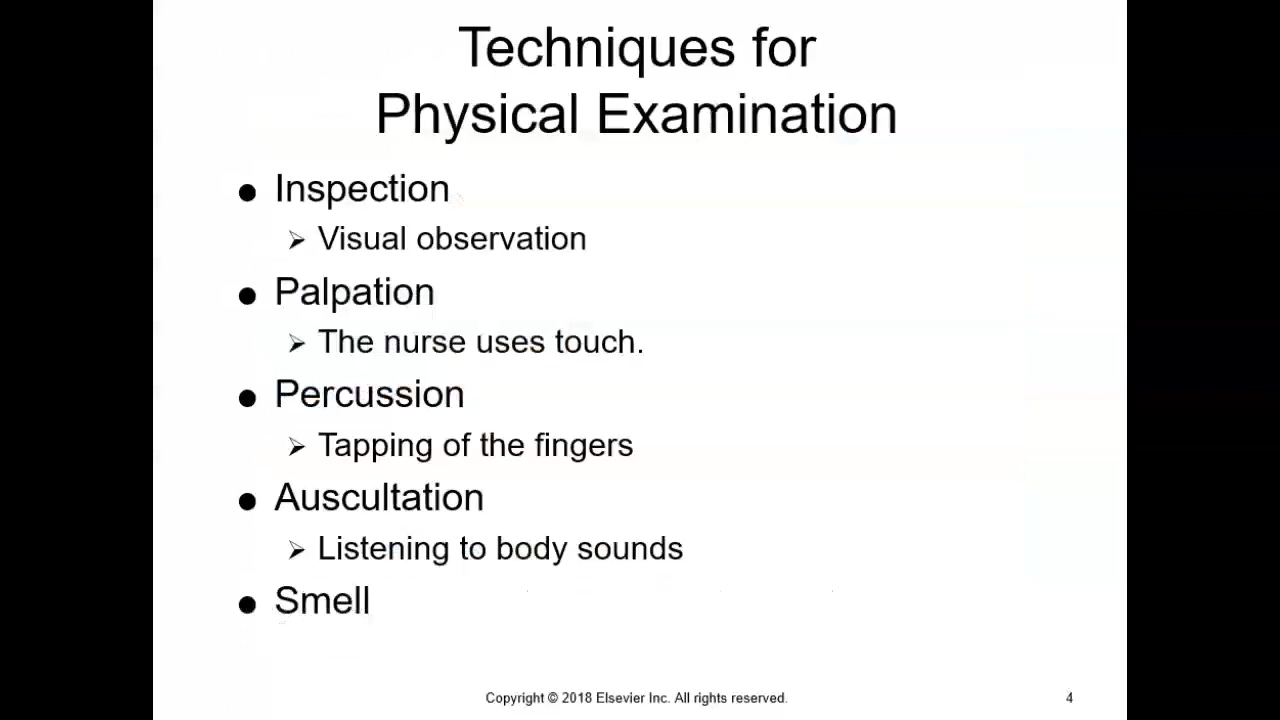 Techniques for
Physical Examination
● Inspection
➢ Visual observation
● Palpation
➢ The nurse uses touch.
● Percussion
➢ Tapping of the fingers
● Auscultation
➢ Listening to body sounds
● Smell
Copyright © 2018 Elsevier Inc. All rights reserved.
4